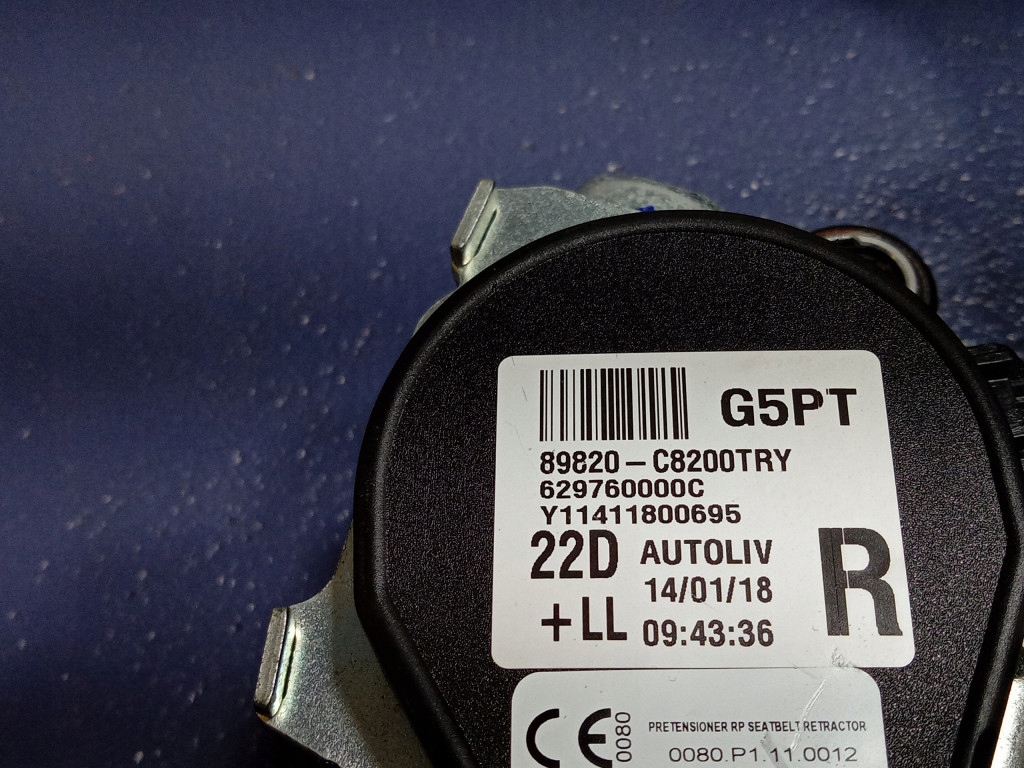 G5PT
89820-C8200TRY
629760000C
Y11411800695
22D AUTOLIV
14/01/18
+LL 09:43:36
R
CE 0080
PRETENSIONER RP SEATBELT RETRACTOR
0080.P1.11.0012